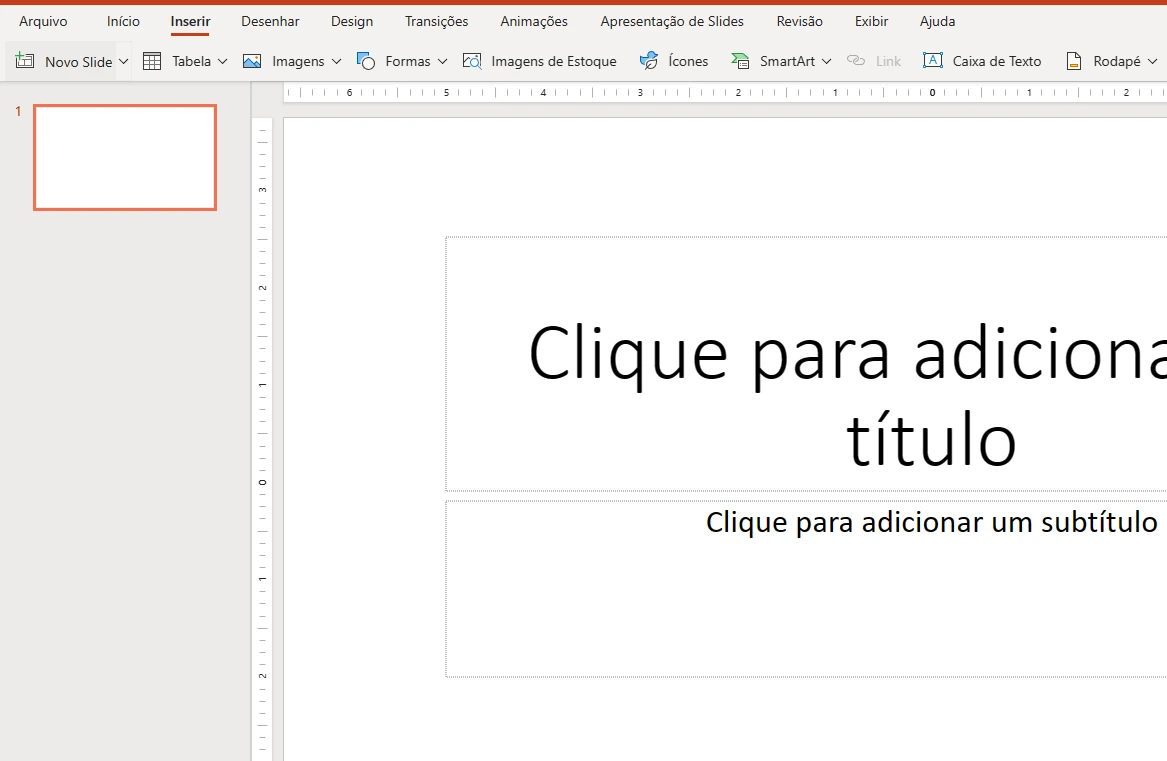 Arquivo Início Inserir Desenhar Design Transições Animações Apresentação de Slides Revisão Exibir Ajuda
Novo Slide Tabela Imagens Formas Imagens de Estoque Ícones SmartArt Link Caixa de Texto Rodapé
6 5 4 3 2 1 0 1 2
1
3
2
1
0
1
2
Clique para adiciona
título
Clique para adicionar um subtítulo